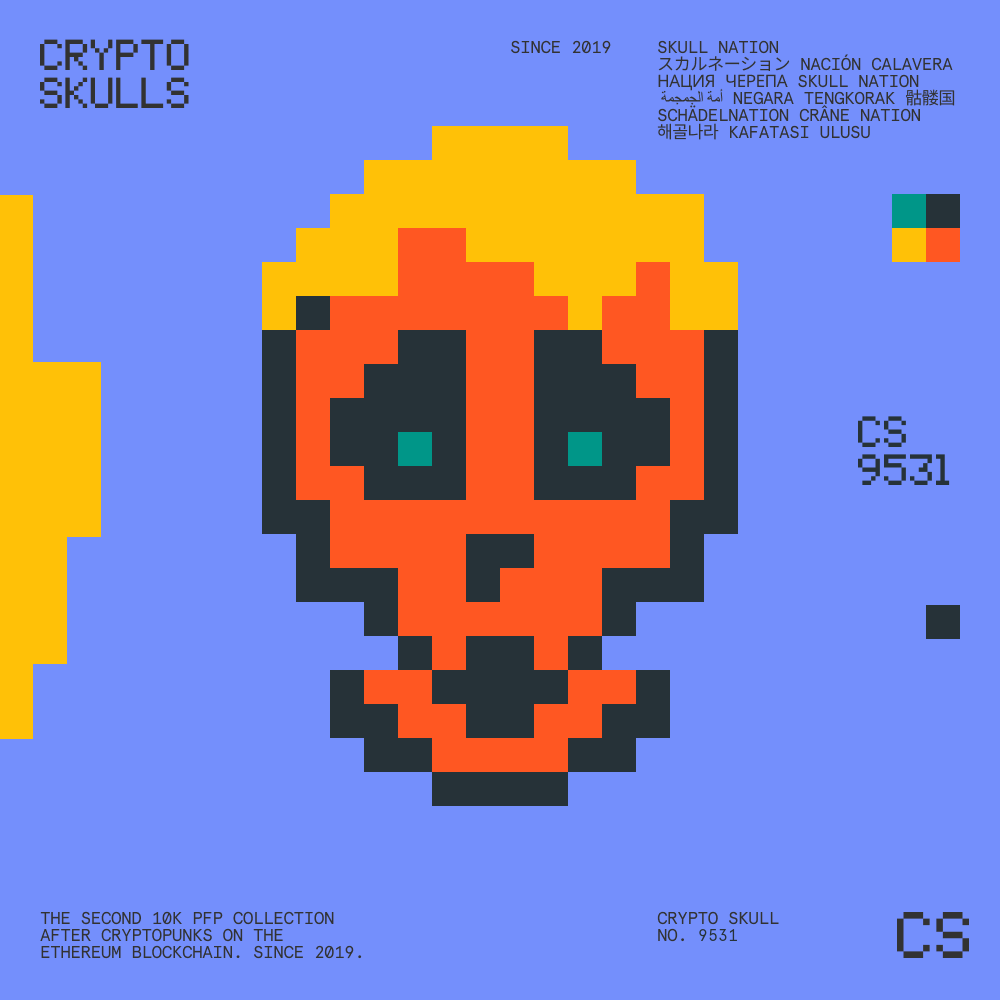 CRYPTO
SKULLS
SINCE 2019
SKULL NATION
スカルネーション NACIÓN CALAVERA
НАЦИЯ ЧЕРЕПА SKULL NATION
أمة الجمجمة NEGARA TENGKORAK 骷髅国
SCHÄDELNATION CRÂNE NATION
해골나라 KAFATASI ULUSU
CS
9531
THE SECOND 10K PFP COLLECTION
AFTER CRYPTOPUNKS ON THE
ETHEREUM BLOCKCHAIN. SINCE 2019.
CRYPTO SKULL
NO. 9531
CS